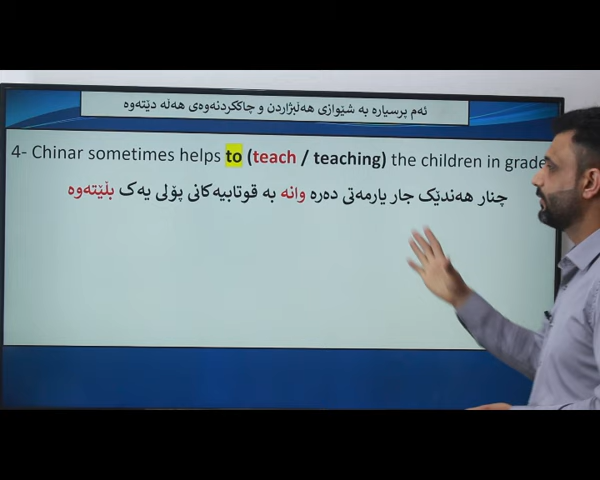 ئەم پرسیارە بە شێوازی هەڵبژاردن و چاککردنەوەی هەڵە دێتەوە
4- Chinar sometimes helps to (teach / teaching) the children in grade
چنار هەندێک جار یارمەتی دەرە وانە بە قوتابیەکانی پۆلی یەک بڵێتەوە